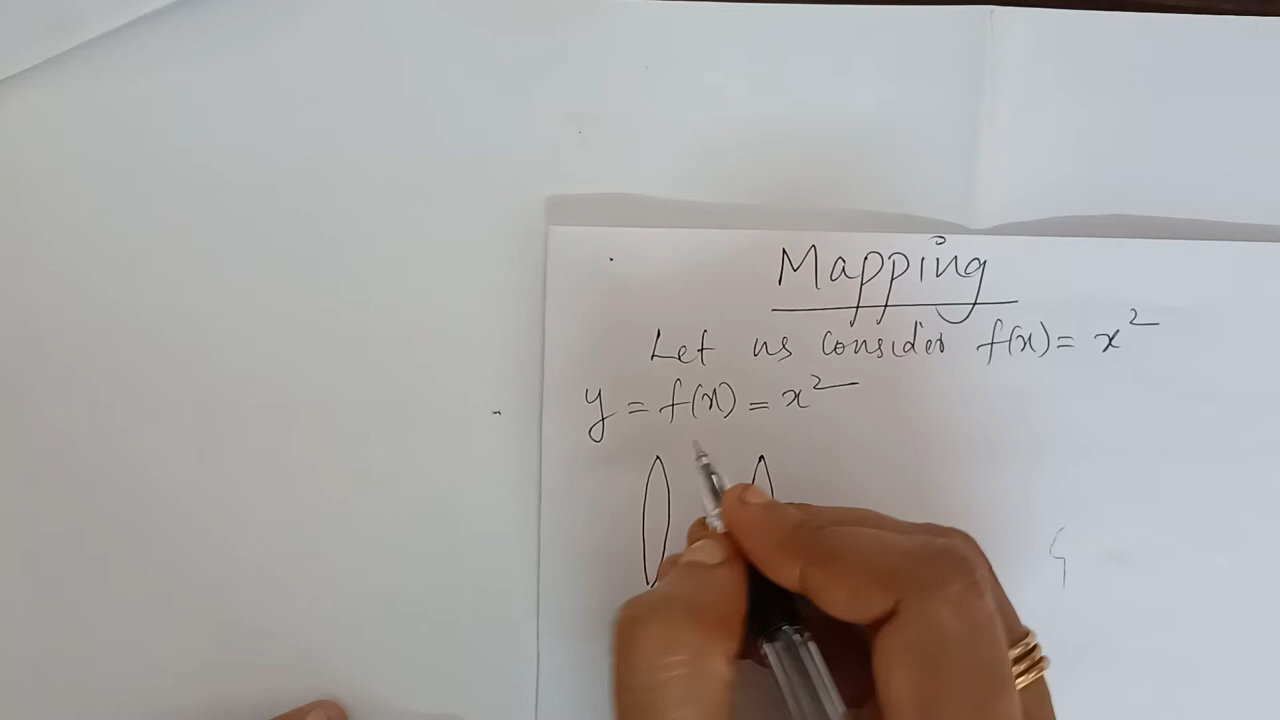 Mapping
Let us consider f(x) = x²
y = f(x) = x²